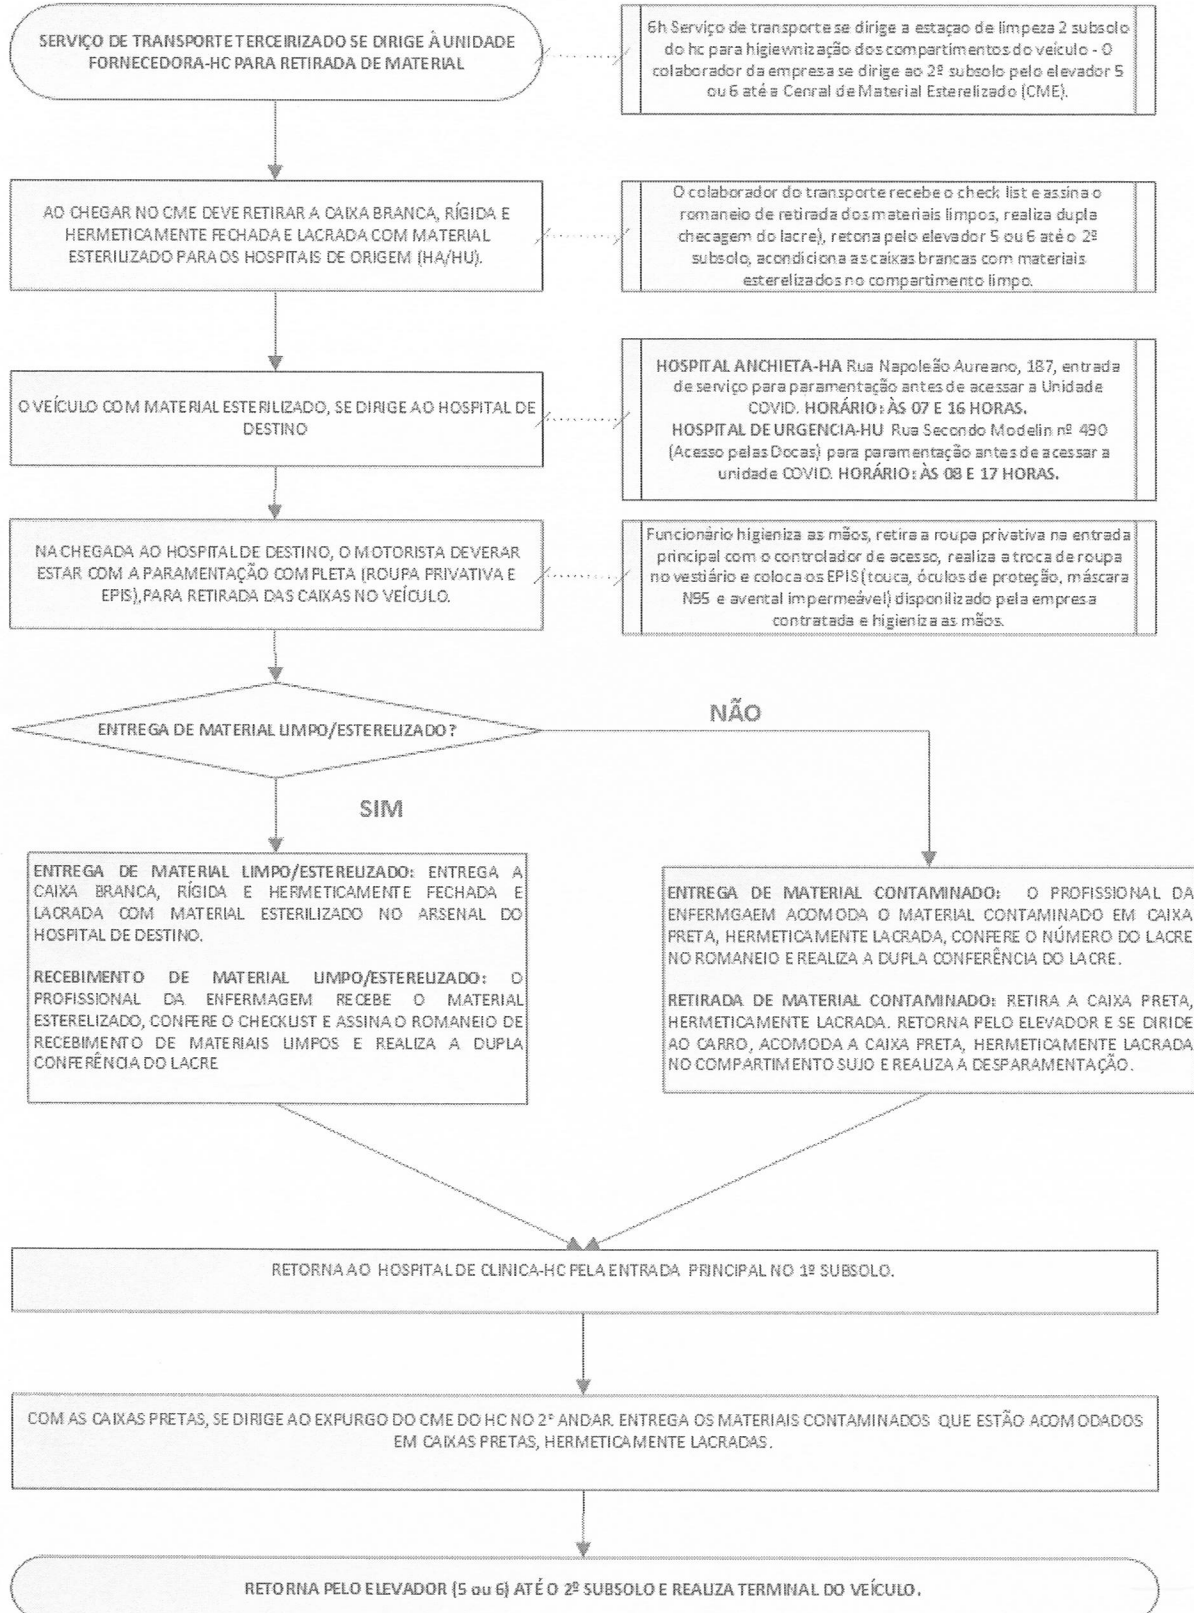 SERVIÇO DE TRANSPORTE TERCEIRIZADO SE DIRIGE À UNIDADE
FORNECEDORA-HC PARA RETIRADA DE MATERIAL
6h Serviço de transporte se dirige a estaçao de limpeza 2 subsolo
do hc para higiewnização dos compartimentos do veículo - O
colaborador da empresa se dirige ao 2º subsolo pelo elevador 5
ou 6 até a Cenral de Material Esterelizado (CME).
AO CHEGAR NO CME DEVE RETIRAR A CAIXA BRANCA, RÍGIDA E
HERMETICAMENTE FECHADA E LACRADA COM MATERIAL
ESTERILIZADO PARA OS HOSPITAIS DE ORIGEM (HA/HU).
O colaborador do transporte recebe o check list e assina o
romaneio de retirada dos materiais limpos, realiza dupla
checagem do lacre), retona pelo elevador 5 ou 6 até o 2º
subsolo, acondiciona as caixas brancas com materiais
esterelizados no compartimento limpo.
O VEÍCULO COM MATERIAL ESTERILIZADO, SE DIRIGE AO HOSPITAL DE
DESTINO
HOSPITAL ANCHIETA-HA Rua Napoleão Aureano, 187, entrada
de serviço para paramentação antes de acessar a Unidade
COVID. HORÁRIO: ÀS 07 E 16 HORAS.
HOSPITAL DE URGENCIA-HU Rua Secondo Modelin nº 490
(Acesso pelas Docas) para paramentação antes de acessar a
unidade COVID. HORÁRIO: ÀS 08 E 17 HORAS.
NA CHEGADA AO HOSPITAL DE DESTINO, O MOTORISTA DEVERAR
ESTAR COM A PARAMENTAÇÃO COMPLETA (ROUPA PRIVATIVA E
EPIS), PARA RETIRADA DAS CAIXAS NO VEÍCULO.
Funcionário higieniza as mãos, retira a roupa privativa na entrada
principal com o controlador de acesso, realiza a troca de roupa
no vestiário e coloca os EPIS (touca, óculos de proteção, máscara
N95 e avental impermeável) disponilizado pela empresa
contratada e higieniza as mãos.
ENTREGA DE MATERIAL LIMPO/ESTERELIZADO?
NÃO
SIM
ENTREGA DE MATERIAL LIMPO/ESTERELIZADO: ENTREGA A
CAIXA BRANCA, RÍGIDA E HERMETICAMENTE FECHADA E
LACRADA COM MATERIAL ESTERILIZADO NO ARSENAL DO
HOSPITAL DE DESTINO.
RECEBIMENTO DE MATERIAL LIMPO/ESTERELIZADO: O
PROFISSIONAL DA ENFERMAGEM RECEBE O MATERIAL
ESTERELIZADO, CONFERE O CHECKLIST E ASSINA O ROMANEIO DE
RECEBIMENTO DE MATERIAIS LIMPOS E REALIZA A DUPLA
CONFERÊNCIA DO LACRE
ENTREGA DE MATERIAL CONTAMINADO: O PROFISSIONAL DA
ENFERMGAEM ACOMODA O MATERIAL CONTAMINADO EM CAIXA
PRETA, HERMETICAMENTE LACRADA, CONFERE O NÚMERO DO LACRE
NO ROMANEIO E REALIZA A DUPLA CONFERÊNCIA DO LACRE.
RETIRADA DE MATERIAL CONTAMINADO: RETIRA A CAIXA PRETA,
HERMETICAMENTE LACRADA. RETORNA PELO ELEVADOR E SE DIRIDE
AO CARRO, ACOMODA A CAIXA PRETA, HERMETICAMENTE LACRADA
NO COMPARTIMENTO SUJO E REALIZA A DESPARAMENTAÇÃO.
RETORNA AO HOSPITAL DE CLINICA-HC PELA ENTRADA PRINCIPAL NO 1º SUBSOLO.
COM AS CAIXAS PRETAS, SE DIRIGE AO EXPURGO DO CME DO HC NO 2º ANDAR. ENTREGA OS MATERIAIS CONTAMINADOS QUE ESTÃO ACOMODADOS
EM CAIXAS PRETAS, HERMETICAMENTE LACRADAS.
RETORNA PELO ELEVADOR (5 ou 6) ATÉ O 2º SUBSOLO E REALIZA TERMINAL DO VEÍCULO.